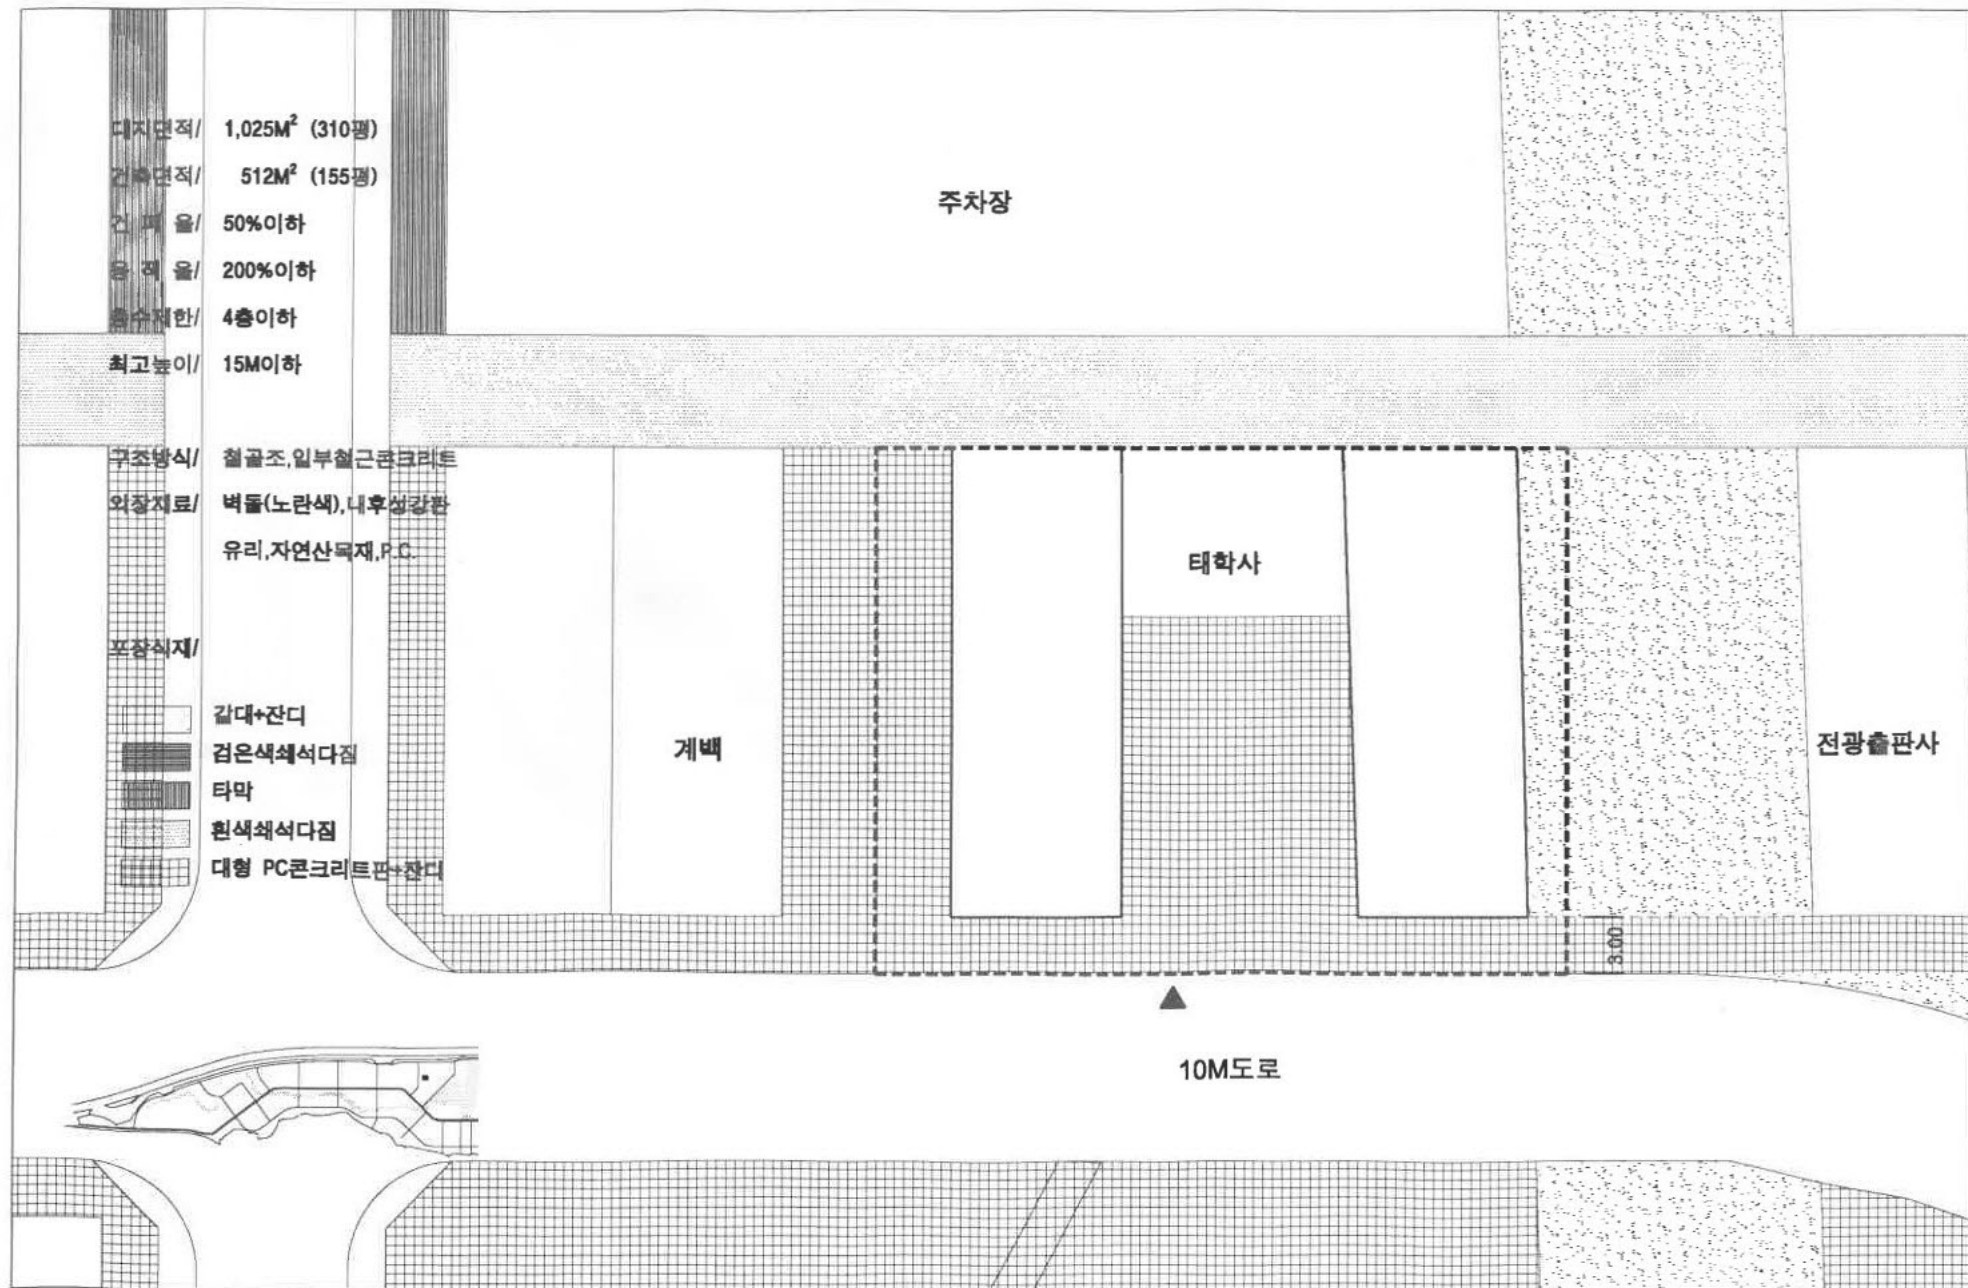 대지면적/ 1,025M² (310평)
건축면적/ 512M² (155평)
건 폐 율/ 50%이하
용 적 율/ 200%이하
층수제한/ 4층이하
최고높이/ 15M이하
구조방식/ 철골조,일부철근콘크리트
외장재료/ 벽돌(노란색),내후성강판
유리,자연산목재,P.C.
포장식재/
갈대+잔디
검은색쇄석다짐
타막
흰색쇄석다짐
대형 PC콘크리트판+잔디
주차장
태학사
계백
전광출판사
3.00
10M도로